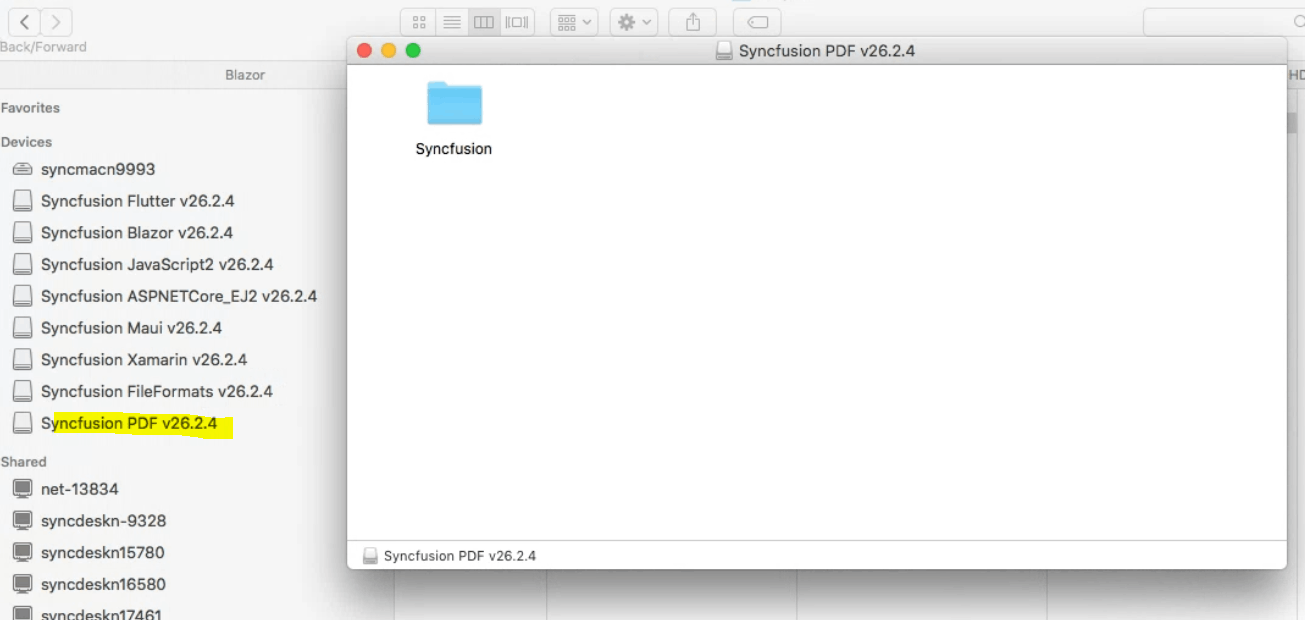 Back/Forward
Blazor
Favorites
Devices
syncmacn9993
Syncfusion Flutter v26.2.4
Syncfusion Blazor v26.2.4
Syncfusion JavaScript2 v26.2.4
Syncfusion ASPNETCore_EJ2 v26.2.4
Syncfusion Maui v26.2.4
Syncfusion Xamarin v26.2.4
Syncfusion FileFormats v26.2.4
Syncfusion PDF v26.2.4
Shared
net-13834
syncdeskn-9328
syncdeskn15780
syncdeskn16580
syncdeskn17461
Syncfusion PDF v26.2.4
Syncfusion
Syncfusion PDF v26.2.4
HD